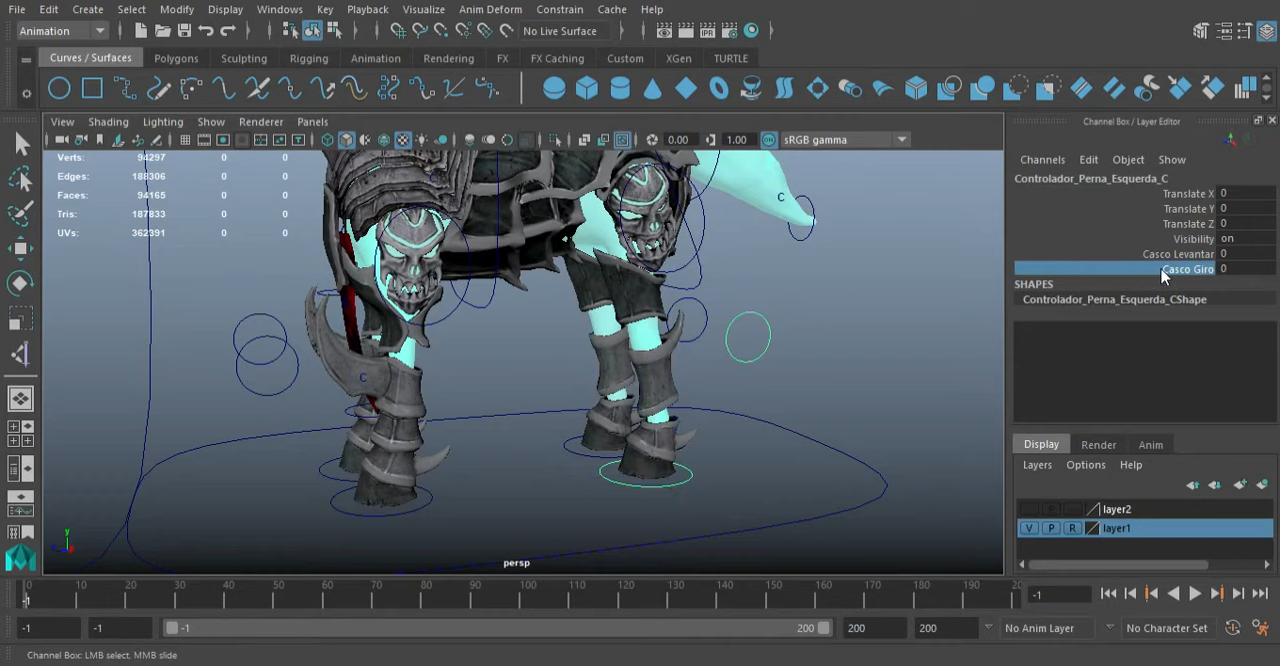 File Edit Create Select Modify Display Windows Key Playback Visualize Anim Deform Constrain Cache Help
Animation No Live Surface
Curves / Surfaces Polygons Sculpting Rigging Animation Rendering FX FX Caching Custom XGen TURTLE
View Shading Lighting Show Renderer Panels
0.00 1.00 sRGB gamma
Verts: 94297 0 0
Edges: 188306 0 0
Faces: 94165 0 0
Tris: 187833 0 0
UVs: 362391 0 0
C
C
persp
Channel Box / Layer Editor
Channels Edit Object Show
Controlador_Perna_Esquerda_C
Translate X 0
Translate Y 0
Translate Z 0
Visibility on
Casco Levantar 0
Casco Giro 0
SHAPES
Controlador_Perna_Esquerda_CShape
Display Render Anim
Layers Options Help
layer2
V P R layer1
0 10 20 30 40 50 60 70 80 90 100 110 120 130 140 150 160 170 180 190 20
-1 -1
-1 -1 -1 200 200 200 No Anim Layer No Character Set
Channel Box: LMB select, MMB slide